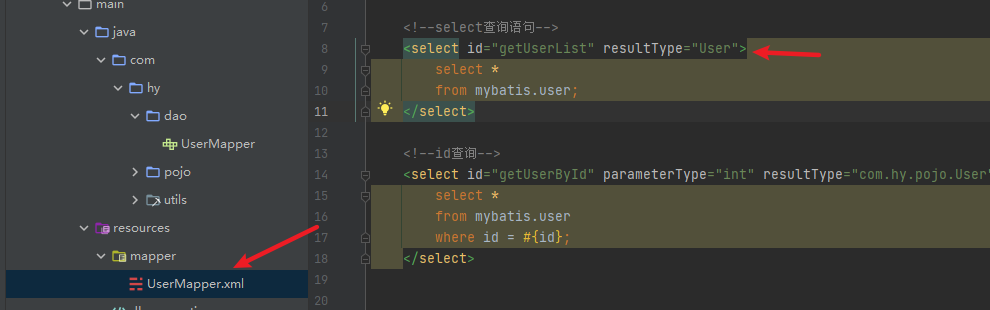 main
java
com
hy
dao
UserMapper
pojo
utils
resources
mapper
UserMapper.xml
6
7 <!--select查询语句-->
8 <select id="getUserList" resultType="User">
9 select *
10 from mybatis.user;
11 </select>
12
13 <!--id查询-->
14 <select id="getUserById" parameterType="int" resultType="com.hy.pojo.User"
15 select *
16 from mybatis.user
17 where id = #{id};
18 </select>
19
20